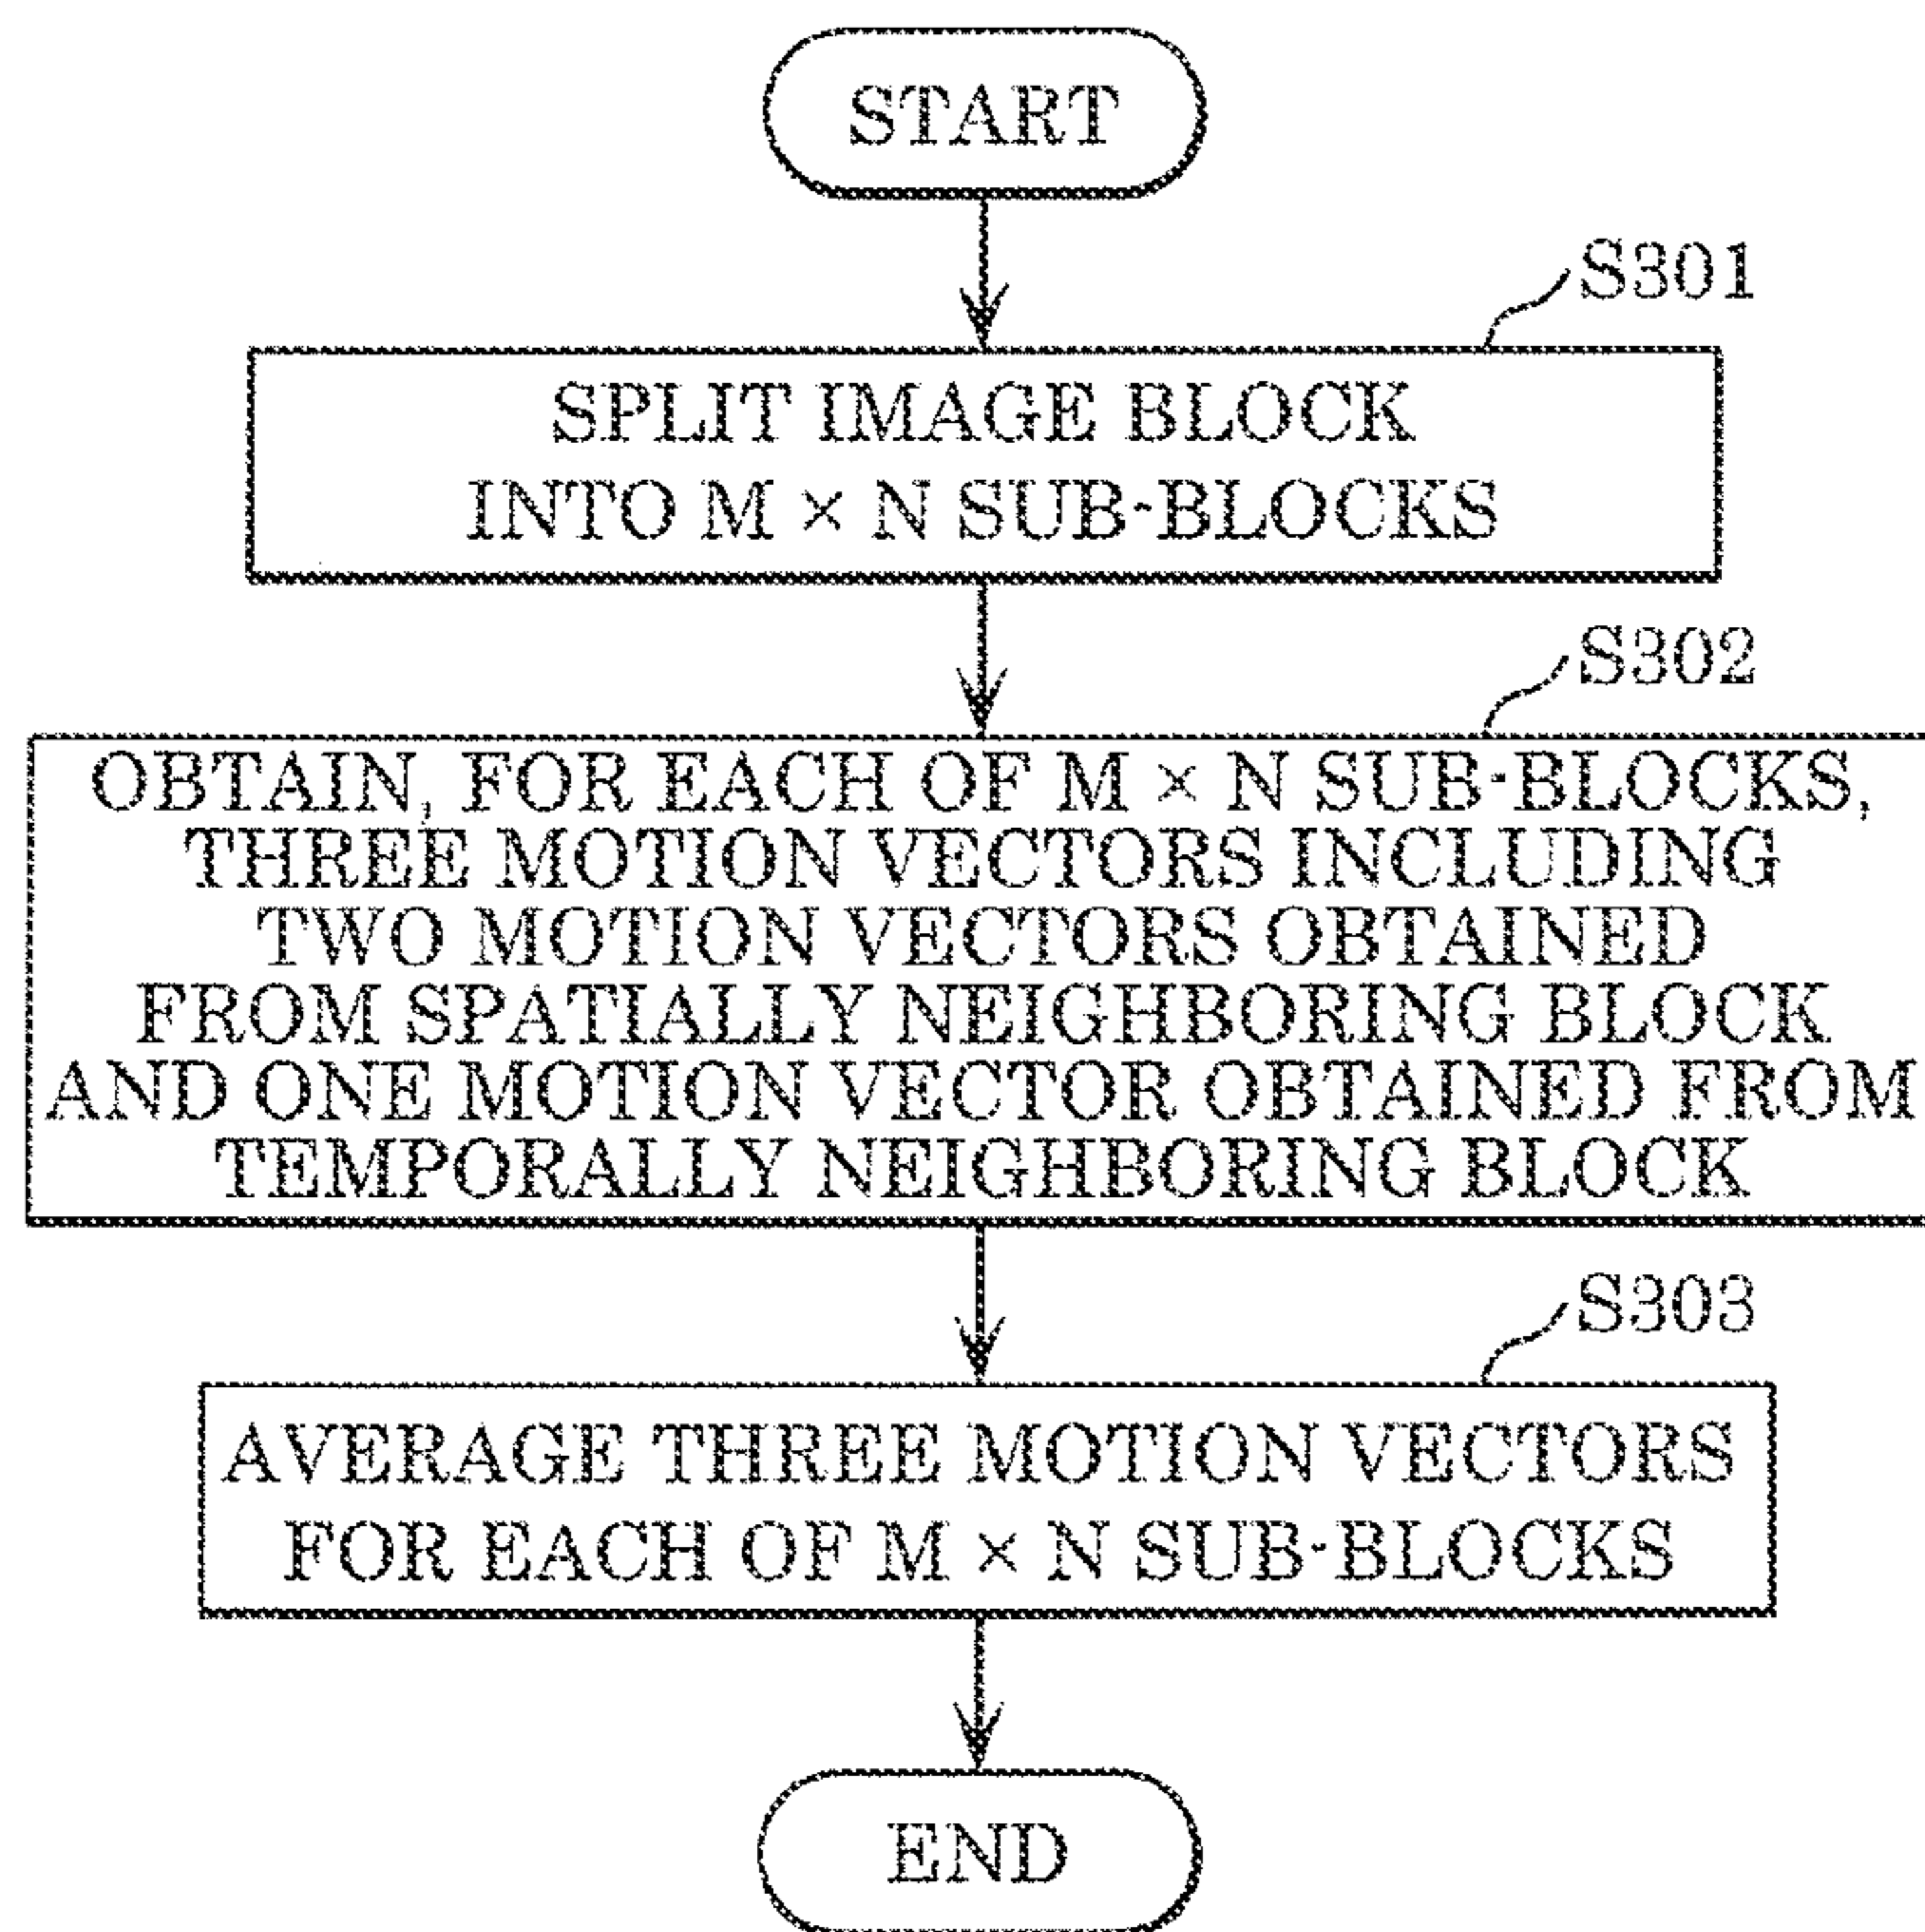 START
S301
SPLIT IMAGE BLOCK
INTO M × N SUB-BLOCKS
S302
OBTAIN, FOR EACH OF M × N SUB-BLOCKS,
THREE MOTION VECTORS INCLUDING
TWO MOTION VECTORS OBTAINED
FROM SPATIALLY NEIGHBORING BLOCK
AND ONE MOTION VECTOR OBTAINED FROM
TEMPORALLY NEIGHBORING BLOCK
S303
AVERAGE THREE MOTION VECTORS
FOR EACH OF M × N SUB-BLOCKS
END